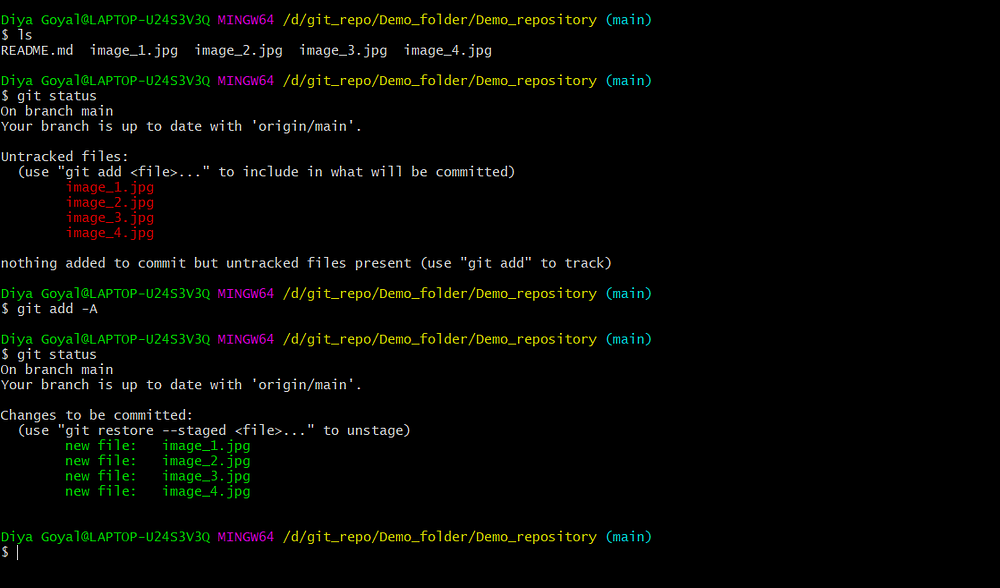 Diya Goyal@LAPTOP-U24S3V3Q MINGW64 /d/git_repo/Demo_folder/Demo_repository (main)
$ ls
README.md  image_1.jpg  image_2.jpg  image_3.jpg  image_4.jpg

Diya Goyal@LAPTOP-U24S3V3Q MINGW64 /d/git_repo/Demo_folder/Demo_repository (main)
$ git status
On branch main
Your branch is up to date with 'origin/main'.

Untracked files:
  (use "git add <file>..." to include in what will be committed)
        image_1.jpg
        image_2.jpg
        image_3.jpg
        image_4.jpg

nothing added to commit but untracked files present (use "git add" to track)

Diya Goyal@LAPTOP-U24S3V3Q MINGW64 /d/git_repo/Demo_folder/Demo_repository (main)
$ git add -A

Diya Goyal@LAPTOP-U24S3V3Q MINGW64 /d/git_repo/Demo_folder/Demo_repository (main)
$ git status
On branch main
Your branch is up to date with 'origin/main'.

Changes to be committed:
  (use "git restore --staged <file>..." to unstage)
        new file:   image_1.jpg
        new file:   image_2.jpg
        new file:   image_3.jpg
        new file:   image_4.jpg

Diya Goyal@LAPTOP-U24S3V3Q MINGW64 /d/git_repo/Demo_folder/Demo_repository (main)
$